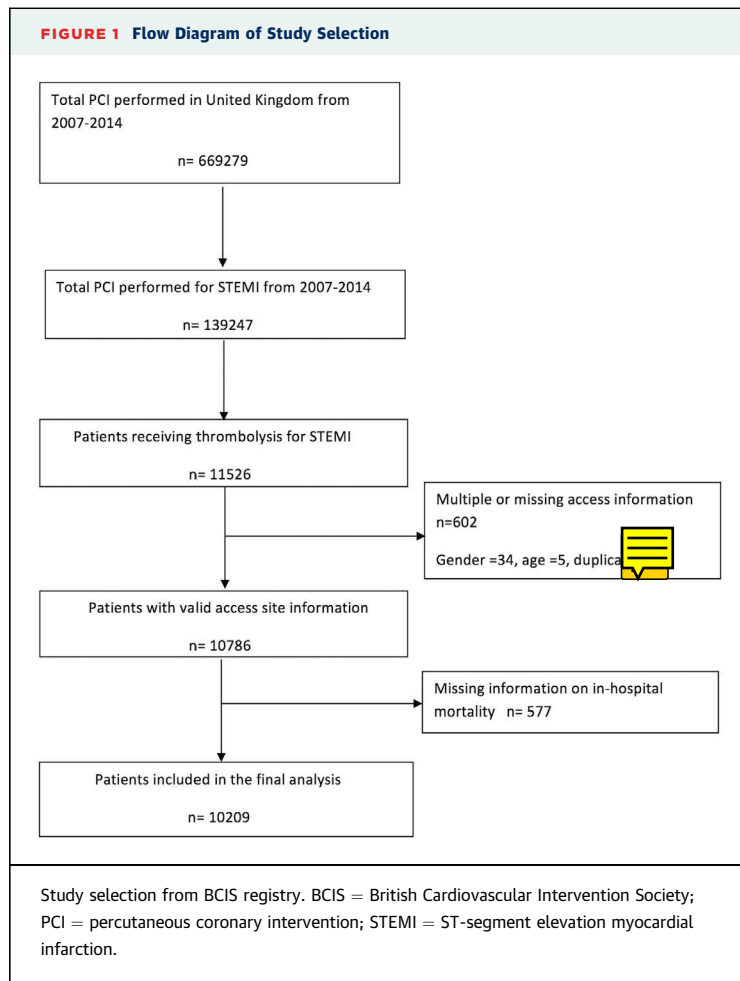 FIGURE 1 Flow Diagram of Study Selection
Total PCI performed in United Kingdom from
2007-2014
n= 669279
Total PCI performed for STEMI from 2007-2014
n= 139247
Patients receiving thrombolysis for STEMI
n= 11526
Multiple or missing access information
n=602
Gender =34, age =5,
Patients with valid access site information
n= 10786
Missing information on in-hospital
mortality n= 577
Patients included in the final analysis
n= 10209
Study selection from BCIS registry. BCIS = British Cardiovascular Intervention Society;
PCI = percutaneous coronary intervention; STEMI = ST-segment elevation myocardial
infarction.